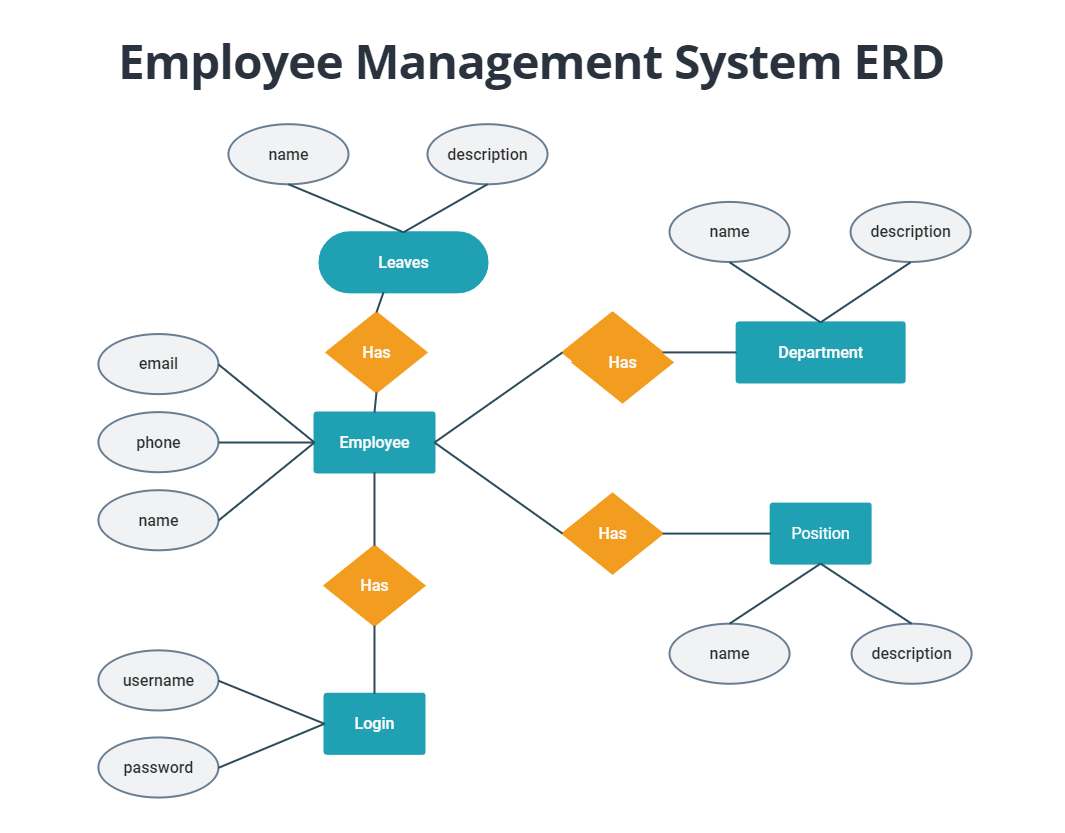 Employee Management System ERD
name
description
Leaves
name
description
Has
email
Has
Department
phone
Employee
name
Has
Position
Has
name
description
username
Login
password